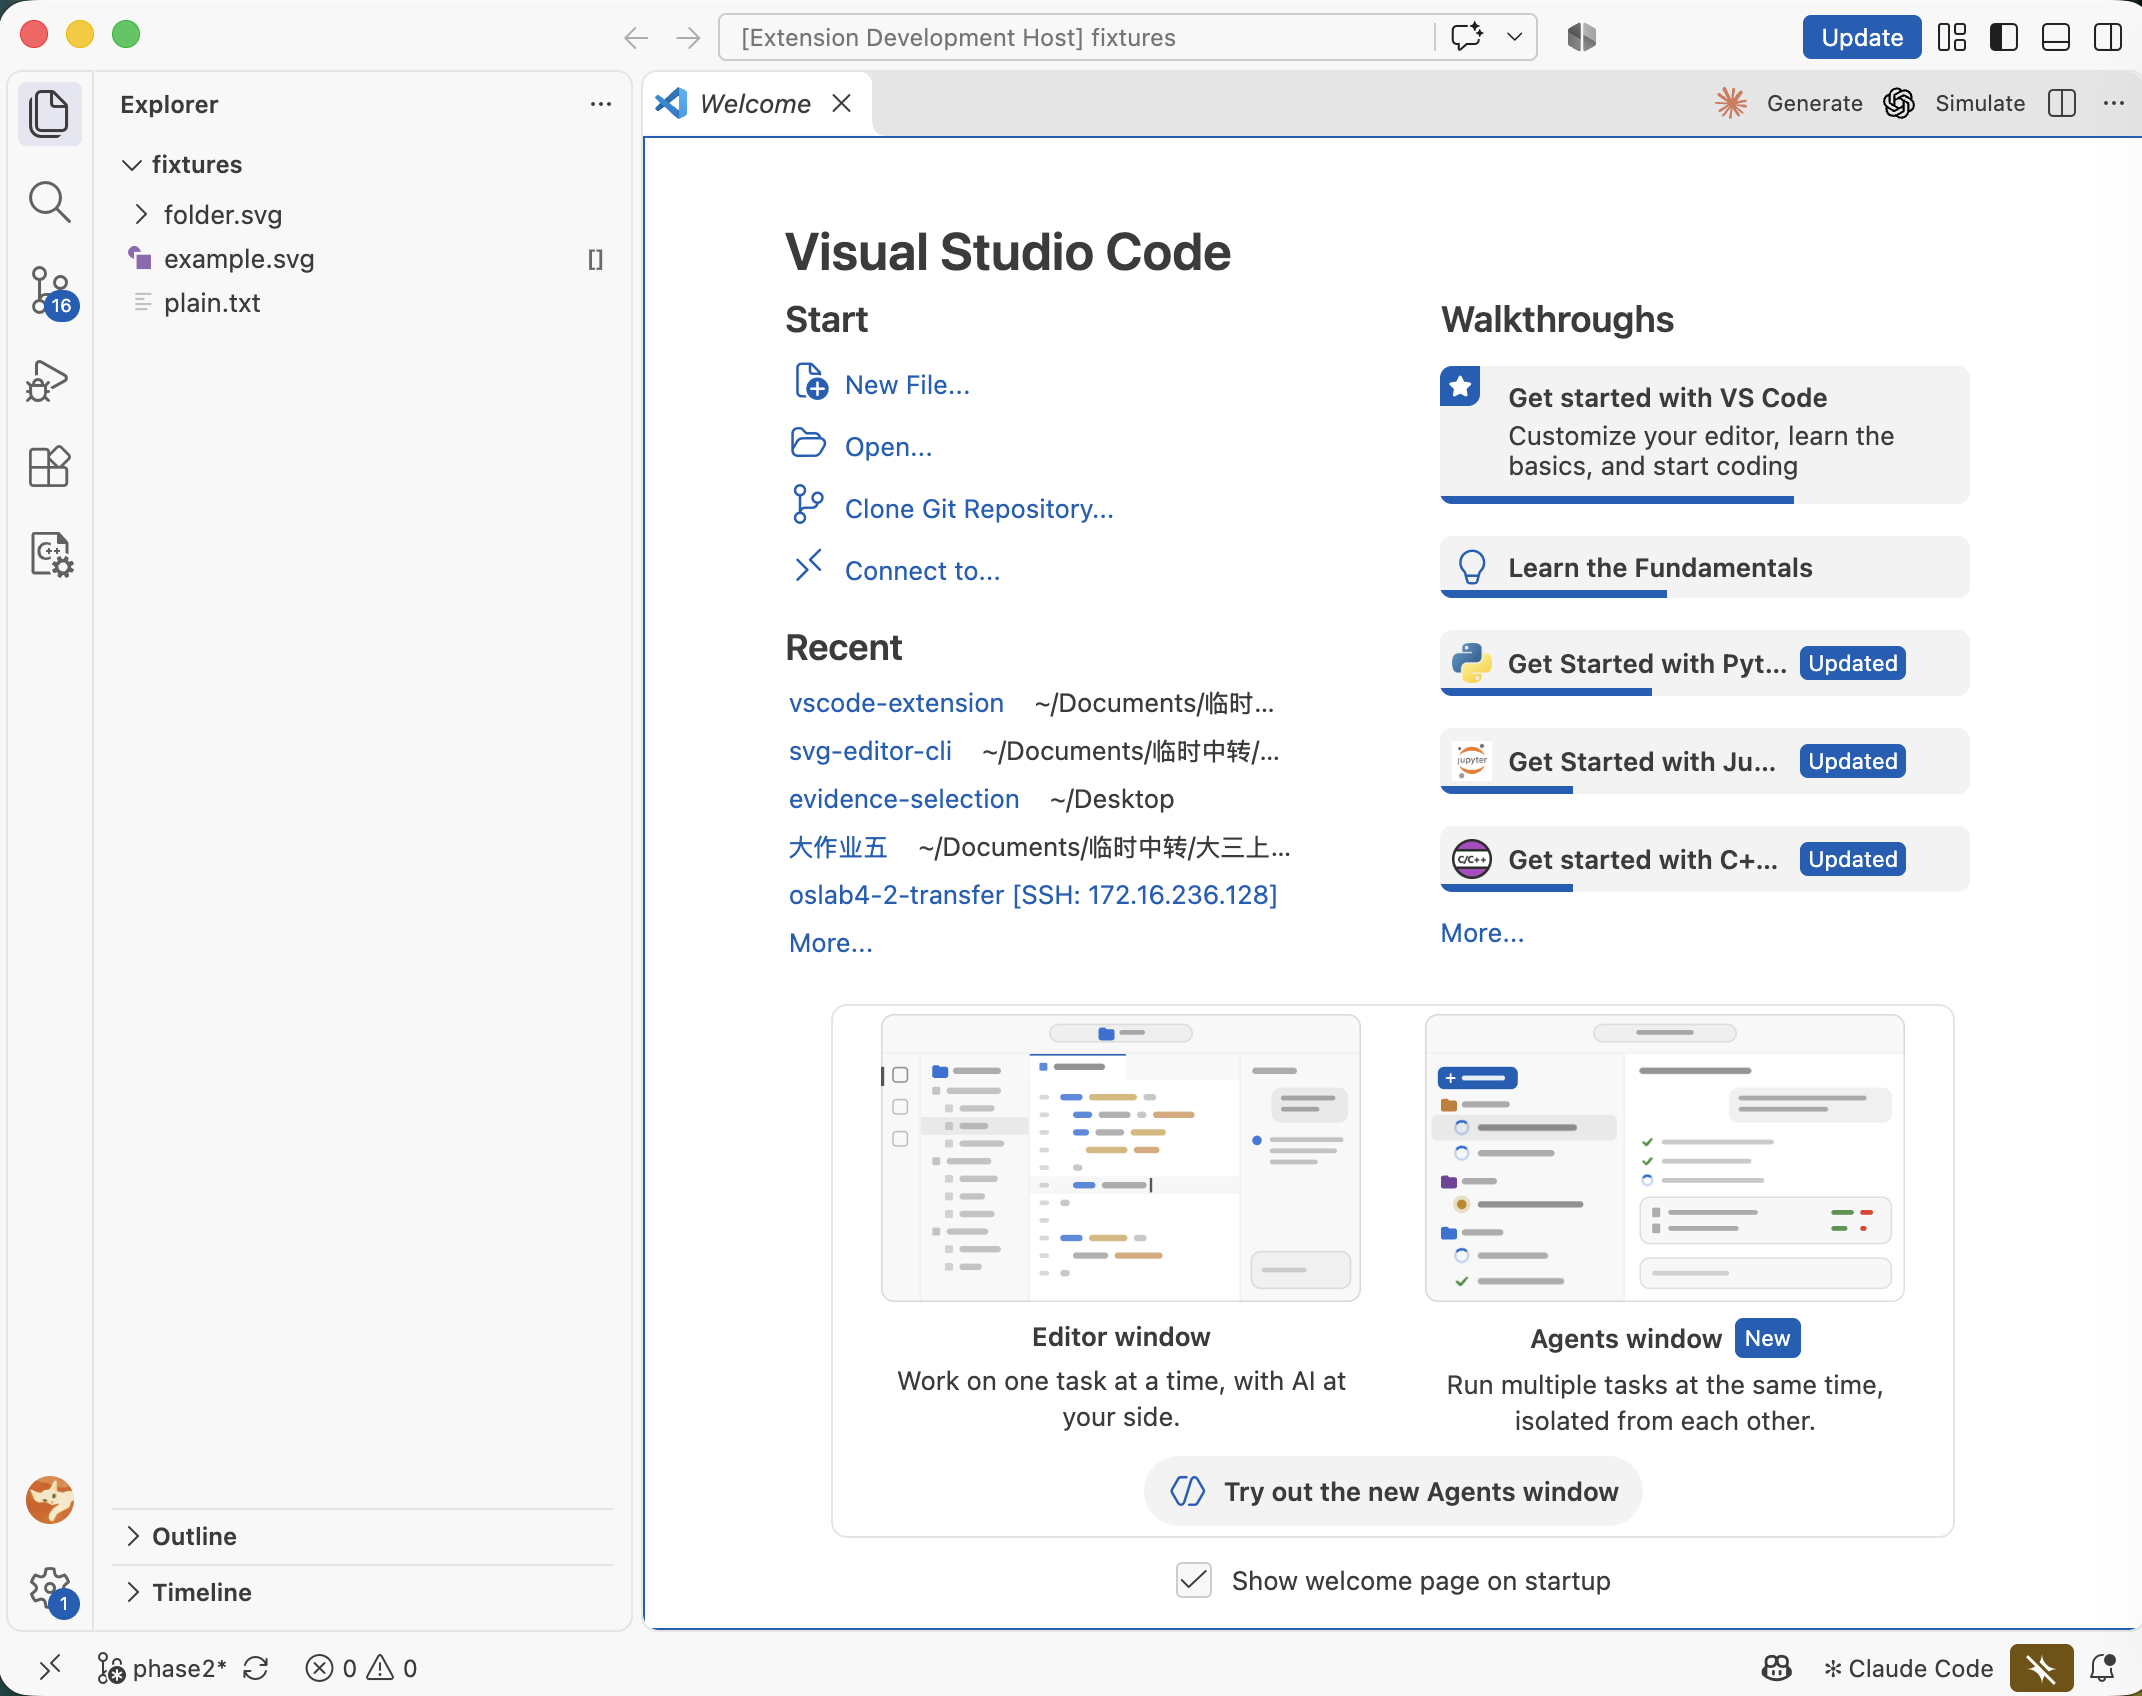 [Extension Development Host] fixtures
Update
Explorer
Welcome
Generate
Simulate
fixtures
folder.svg
example.svg
[]
plain.txt
16
Visual Studio Code
Start
New File...
Open...
Clone Git Repository...
Connect to...
Recent
vscode-extension ~/Documents/临时...
svg-editor-cli ~/Documents/临时中转/...
evidence-selection ~/Desktop
大作业五 ~/Documents/临时中转/大三上...
oslab4-2-transfer [SSH: 172.16.236.128]
More...
Walkthroughs
Get started with VS Code
Customize your editor, learn the
basics, and start coding
Learn the Fundamentals
Get Started with Pyt... Updated
jupyter
Get Started with Ju... Updated
C/C++
Get started with C+... Updated
More...
Editor window
Work on one task at a time, with AI at
your side.
Agents window New
Run multiple tasks at the same time,
isolated from each other.
Try out the new Agents window
Show welcome page on startup
C++
Outline
Timeline
1
phase2*
0
0
Claude Code